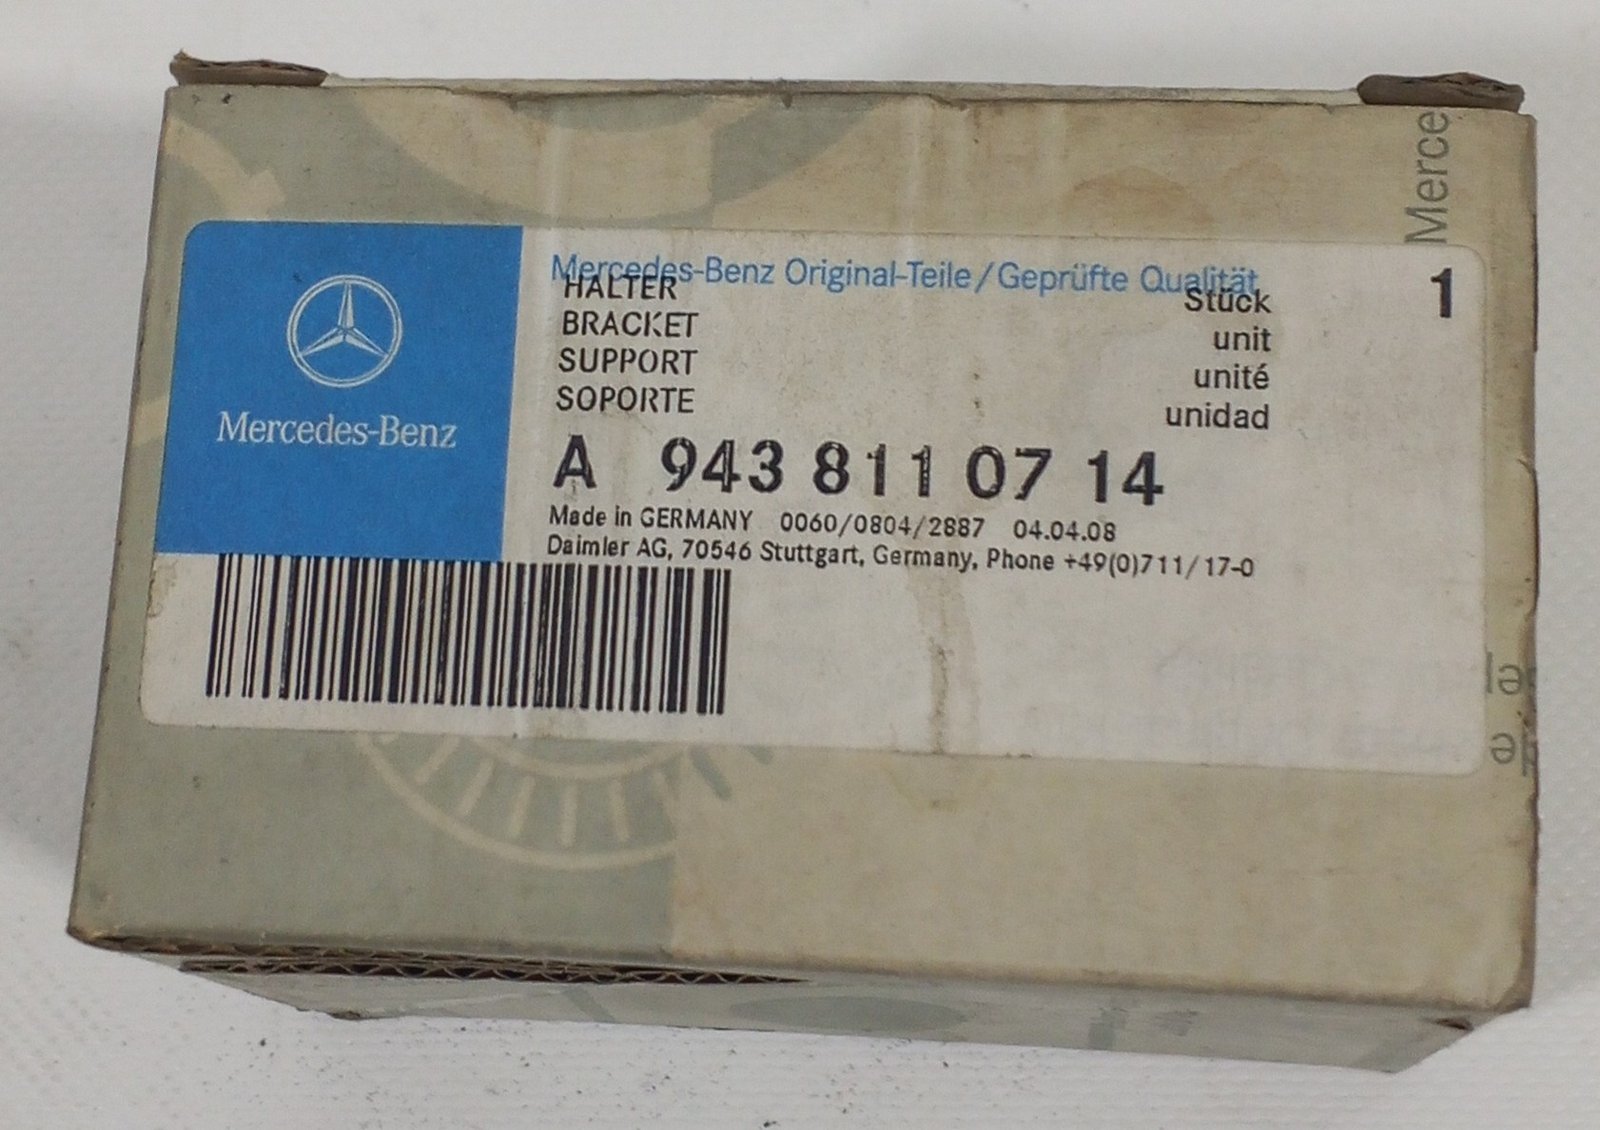 Merce
Mercedes-Benz Original-Teile/Geprüfte Qualität
HALTER Stück 1
BRACKET unit
SUPPORT unité
SOPORTE unidad
Mercedes-Benz
A 943 811 07 14
Made in GERMANY 0060/0804/2887 04.04.08
Daimler AG, 70546 Stuttgart, Germany, Phone +49(0)711/17-0